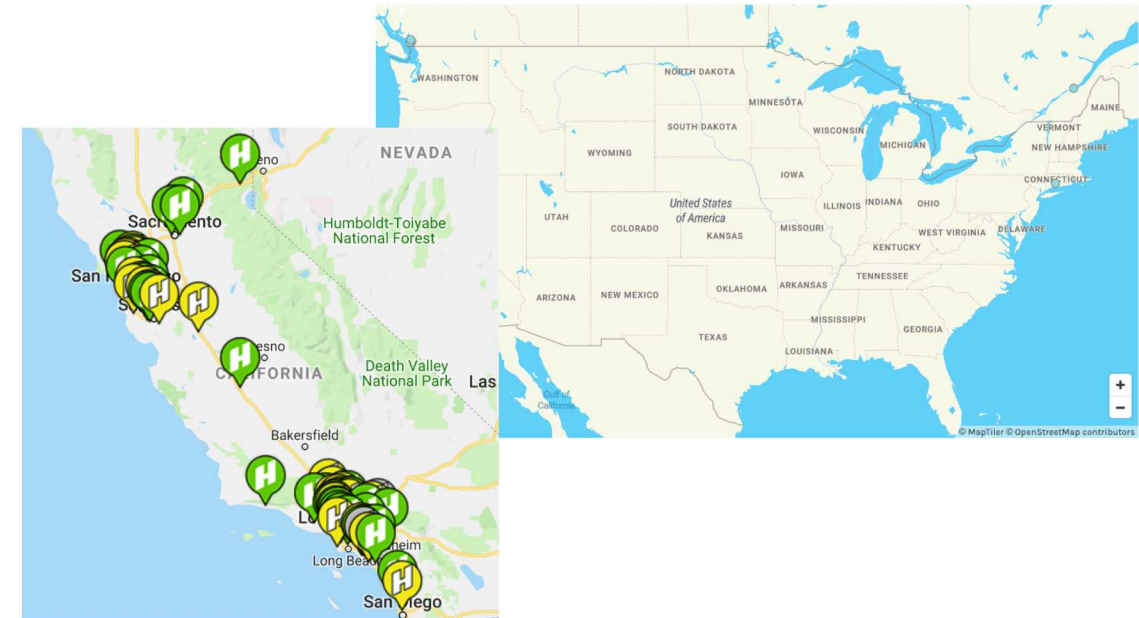 WASHINGTON
NORTH DAKOTA
MINNESOTA
MAINE
SOUTH DAKOTA
WISCONSIN
VERMONT
MICHIGAN
NEW HAMPSHIRE
WYOMING
IOWA
CONNECTICUT
United States
of America
ILLINOIS
INDIANA
OHIO
UTAH
COLORADO
KANSAS
MISSOURI
WEST VIRGINIA
DELAWARE
KENTUCKY
TENNESSEE
ARIZONA
NEW MEXICO
OKLAHOMA
ARKANSAS
MISSISSIPPI
GEORGIA
TEXAS
LOUISIANA
Gulf of
California
+
−
© MapTiler © OpenStreetMap contributors
NEVADA
Humboldt-Toiyabe
National Forest
Death Valley
National Park
Las
Bakersfield
Long Bea
H